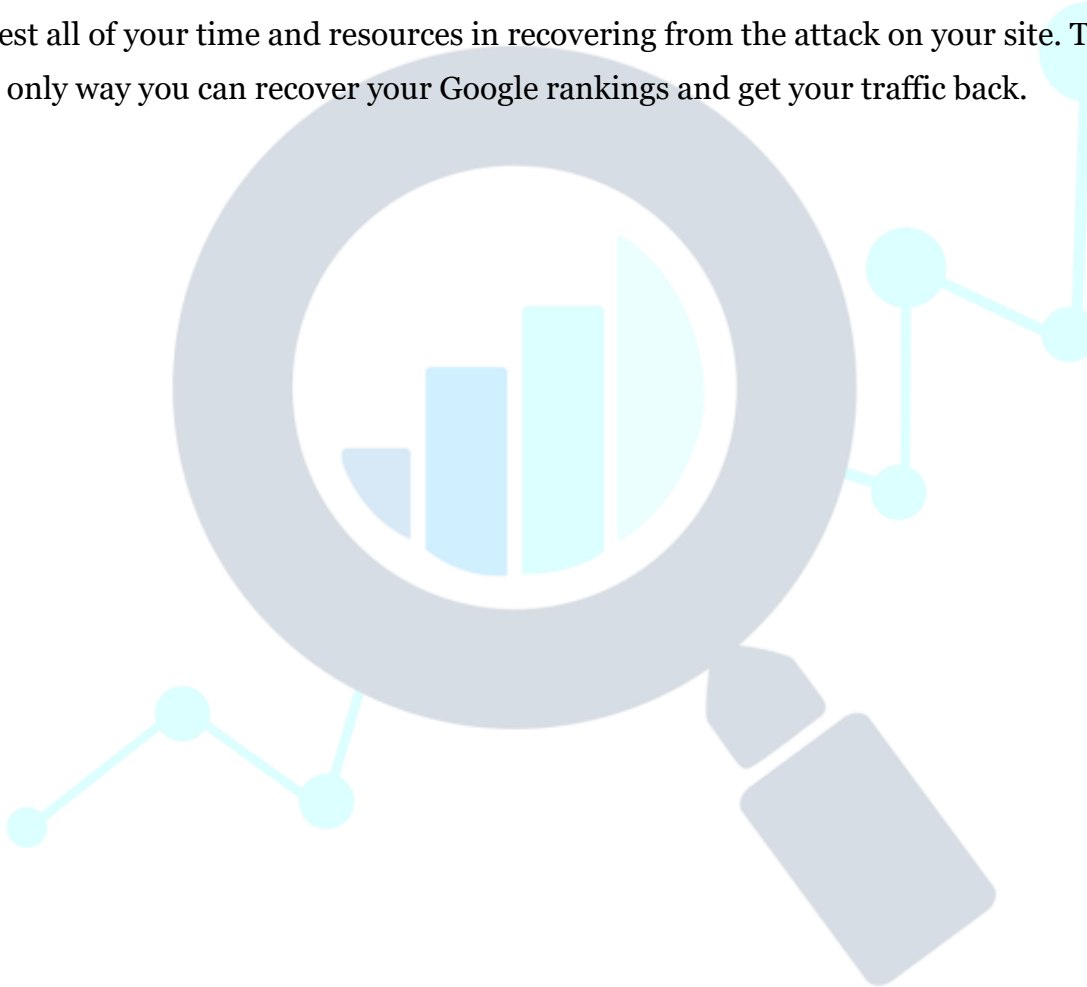 est all of your time and resources in recovering from the attack on your site. T
only way you can recover your Google rankings and get your traffic back.